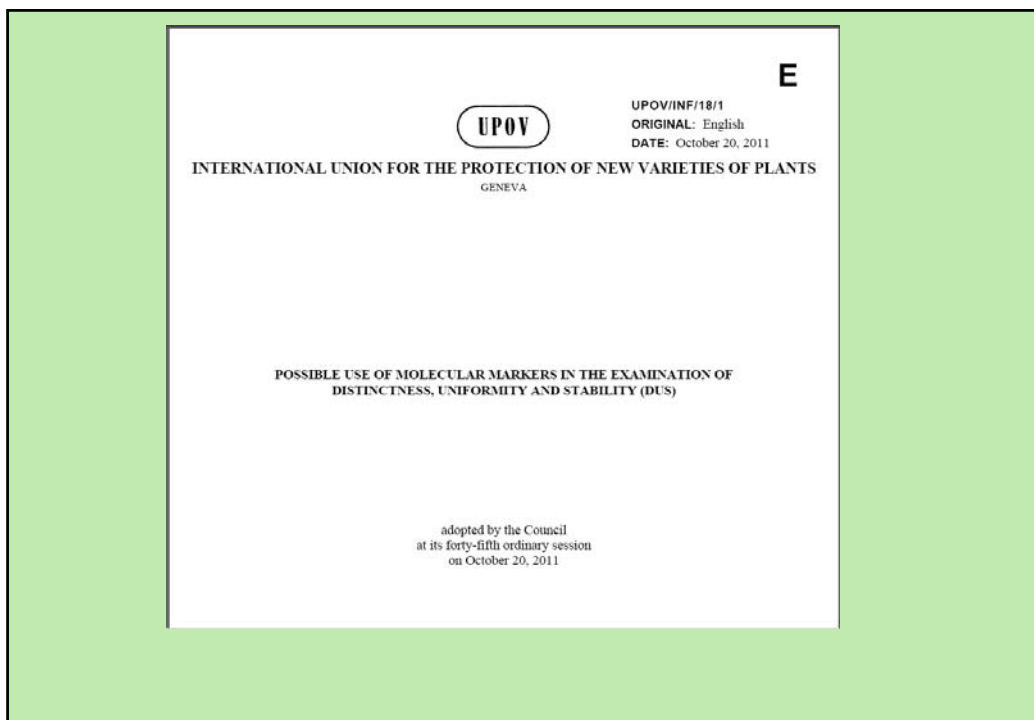 E
UPOV/INF/18/1
ORIGINAL: English
DATE: October 20, 2011
UPOV
INTERNATIONAL UNION FOR THE PROTECTION OF NEW VARIETIES OF PLANTS
GENEVA
POSSIBLE USE OF MOLECULAR MARKERS IN THE EXAMINATION OF
DISTINCTNESS, UNIFORMITY AND STABILITY (DUS)
adopted by the Council
at its forty-fifth ordinary session
on October 20, 2011